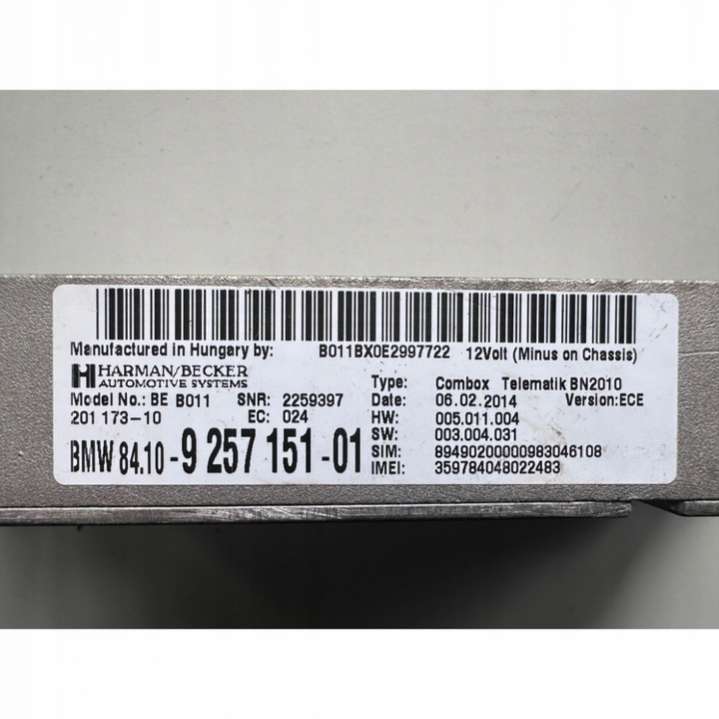 Manufactured in Hungary by: B011BX0E2997722 12Volt (Minus on Chassis)
HARMAN/BECKER
AUTOMOTIVE SYSTEMS
Model No.: BE B011 SNR: 2259397
201 173-10 EC: 024
BMW 84.10-9 257 151-01
Type: Combox Telematik BN2010
Date: 06.02.2014 Version: ECE
HW: 005.011.004
SW: 003.004.031
SIM: 89490200000983046108
IMEI: 359784048022483